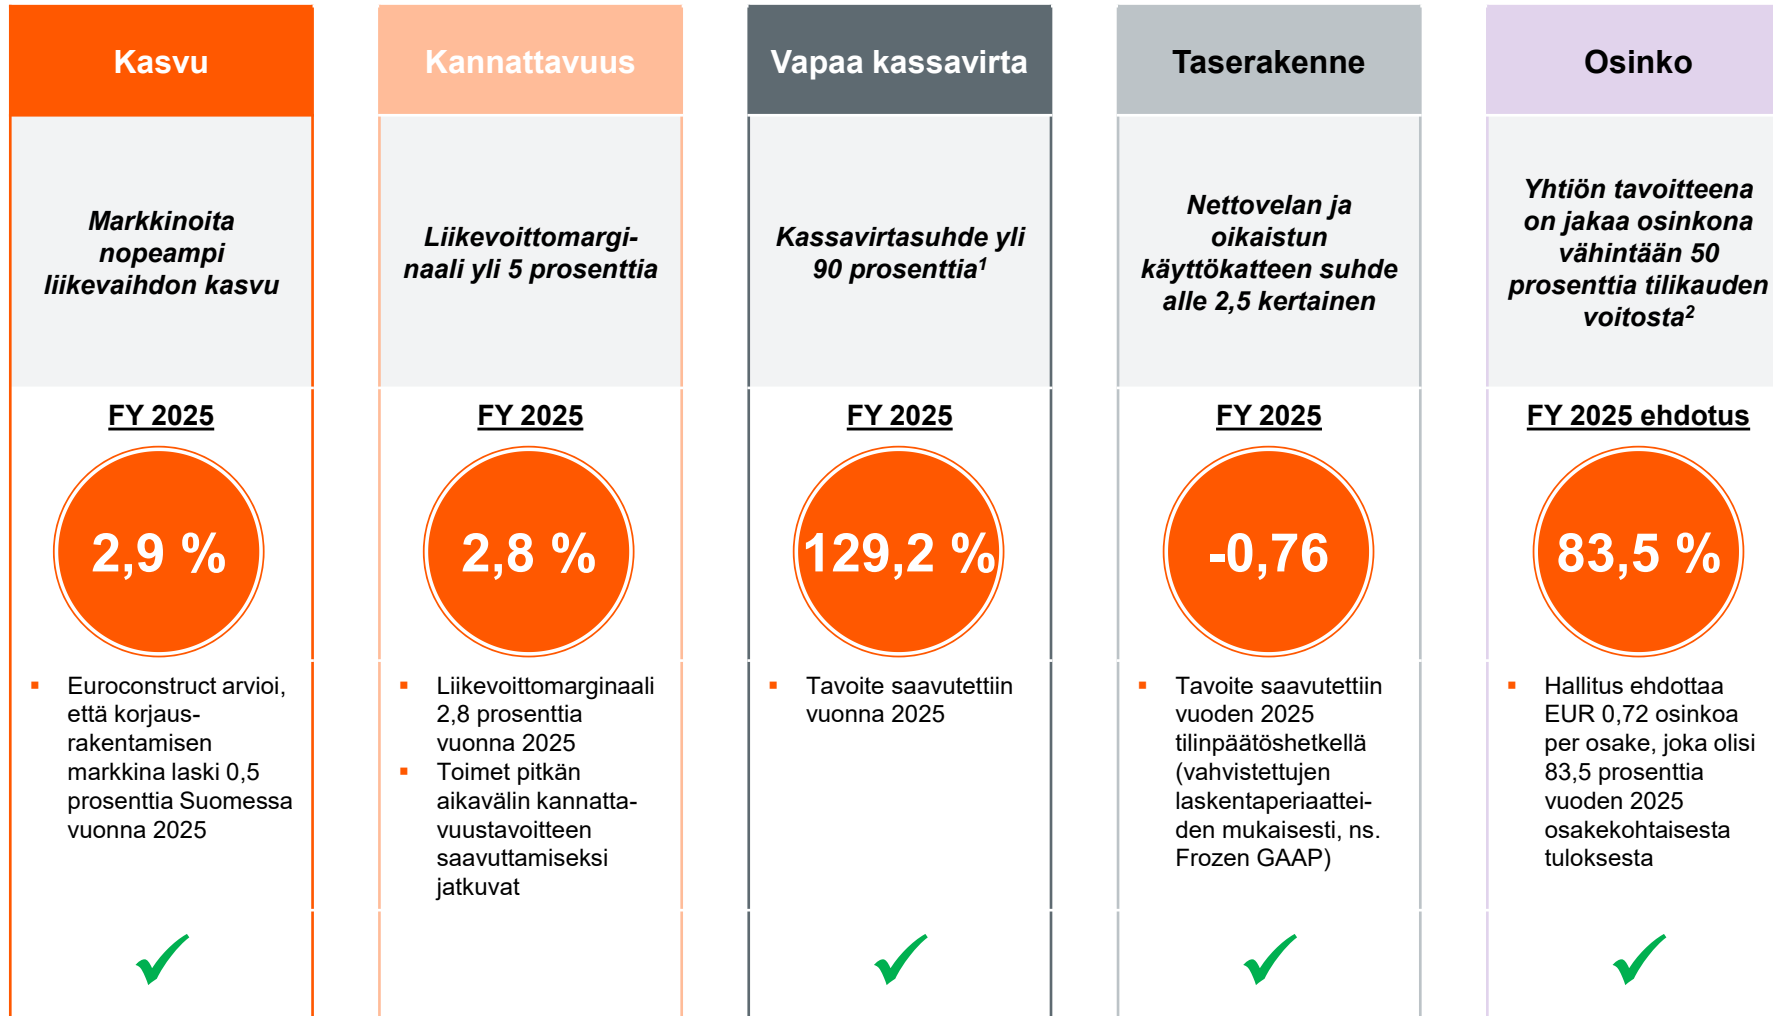 Kasvu
Markkinoita
nopeampi
liikevaihdon kasvu
FY 2025
2,9 %
▪ Euroconstruct arvioi,
että korjaus-
rakentamisen
markkina laski 0,5
prosenttia Suomessa
vuonna 2025
Kannattavuus
Liikevoittomargi-
naali yli 5 prosenttia
FY 2025
2,8 %
▪ Liikevoittomarginaali
2,8 prosenttia
vuonna 2025
▪ Toimet pitkän
aikavälin kannatta-
vuustavoitteen
saavuttamiseksi
jatkuvat
Vapaa kassavirta
Kassavirtasuhde yli
90 prosenttia¹
FY 2025
129,2 %
▪ Tavoite saavutettiin
vuonna 2025
Taserakenne
Nettovelan ja
oikaistun
käyttökatteen suhde
alle 2,5 kertainen
FY 2025
-0,76
▪ Tavoite saavutettiin
vuoden 2025
tilinpäätöshetkellä
(vahvistettujen
laskentaperiaattei-
den mukaisesti, ns.
Frozen GAAP)
Osinko
Yhtiön tavoitteena
on jakaa osinkona
vähintään 50
prosenttia tilikauden
voitosta²
FY 2025 ehdotus
83,5 %
▪ Hallitus ehdottaa
EUR 0,72 osinkoa
per osake, joka olisi
83,5 prosenttia
vuoden 2025
osakekohtaisesta
tuloksesta